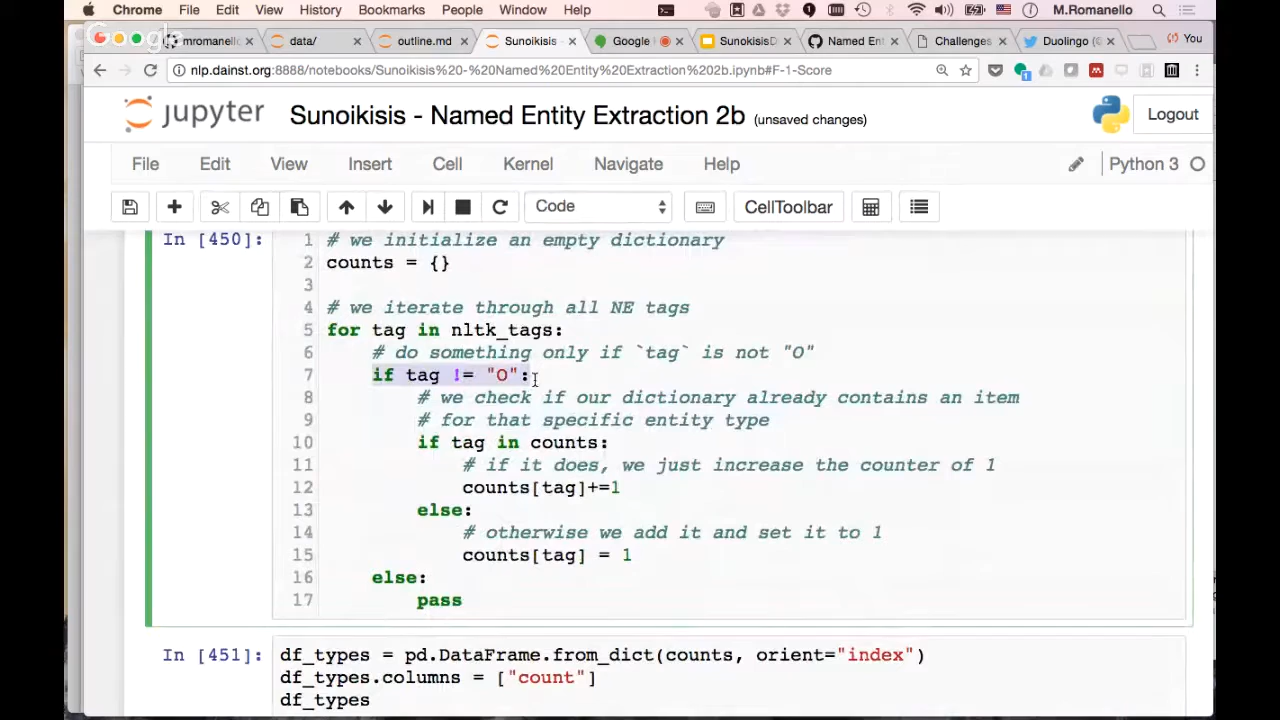 Chrome File Edit View History Bookmarks People Window Help M.Romanello
Google
mromanello data/ outline.md Sunoikisis - Google SunoikisisD Named Ent Challenges Duolingo ( You
nlp.dainst.org:8888/notebooks/Sunoikisis%20-%20Named%20Entity%20Extraction%202b.ipynb#F-1-Score
jupyter Sunoikisis - Named Entity Extraction 2b (unsaved changes) Logout
File Edit View Insert Cell Kernel Navigate Help Python 3
Code CellToolbar
In [450]: 1 # we initialize an empty dictionary
2 counts = {}
3
4 # we iterate through all NE tags
5 for tag in nltk_tags:
6 # do something only if `tag` is not "O"
7 if tag != "O":
8 # we check if our dictionary already contains an item
9 # for that specific entity type
10 if tag in counts:
11 # if it does, we just increase the counter of 1
12 counts[tag]+=1
13 else:
14 # otherwise we add it and set it to 1
15 counts[tag] = 1
16 else:
17 pass
In [451]: df_types = pd.DataFrame.from_dict(counts, orient="index")
df_types.columns = ["count"]
df_types